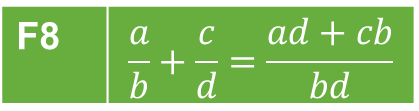 F8
a/b + c/d = (ad + cb)/bd